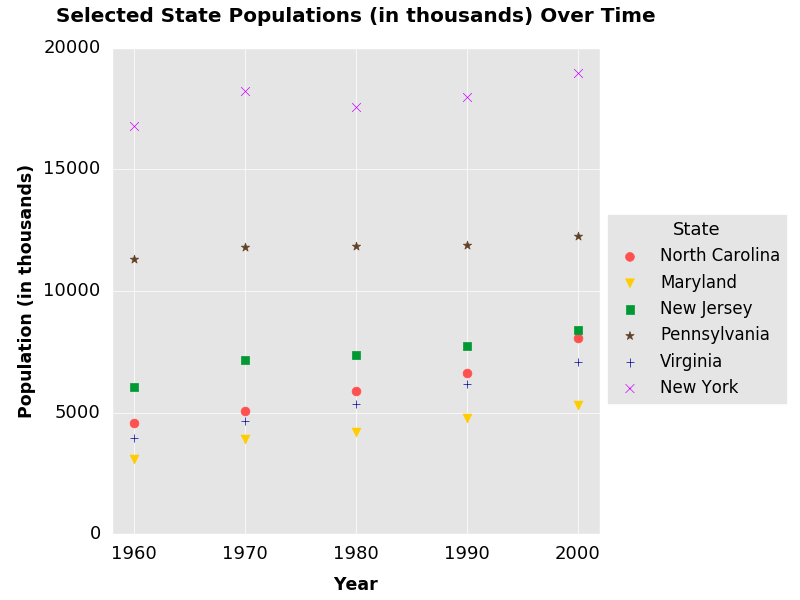 Selected State Populations (in thousands) Over Time
20000
15000
10000
5000
0
Population (in thousands)
1960 1970 1980 1990 2000
Year
State
North Carolina
Maryland
New Jersey
Pennsylvania
Virginia
New York